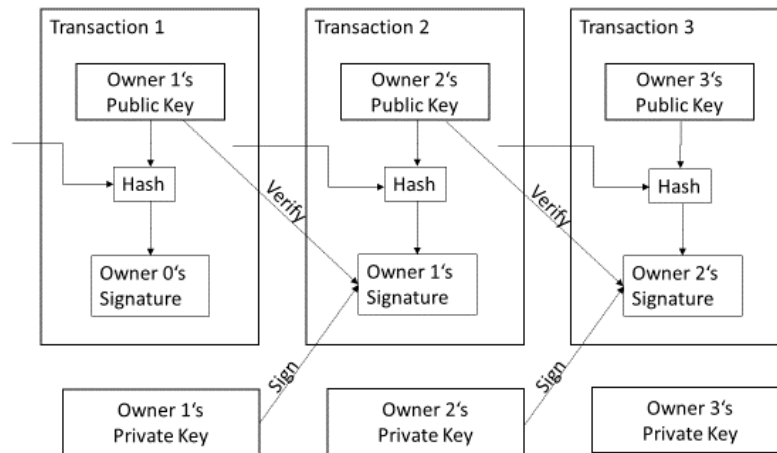 Transaction 1
Owner 1‘s
Public Key
Hash
Verify
Owner 0‘s
Signature
Transaction 2
Owner 2‘s
Public Key
Hash
Verify
Owner 1‘s
Signature
Transaction 3
Owner 3‘s
Public Key
Hash
Owner 2‘s
Signature
Sign
Sign
Owner 1‘s
Private Key
Owner 2‘s
Private Key
Owner 3‘s
Private Key